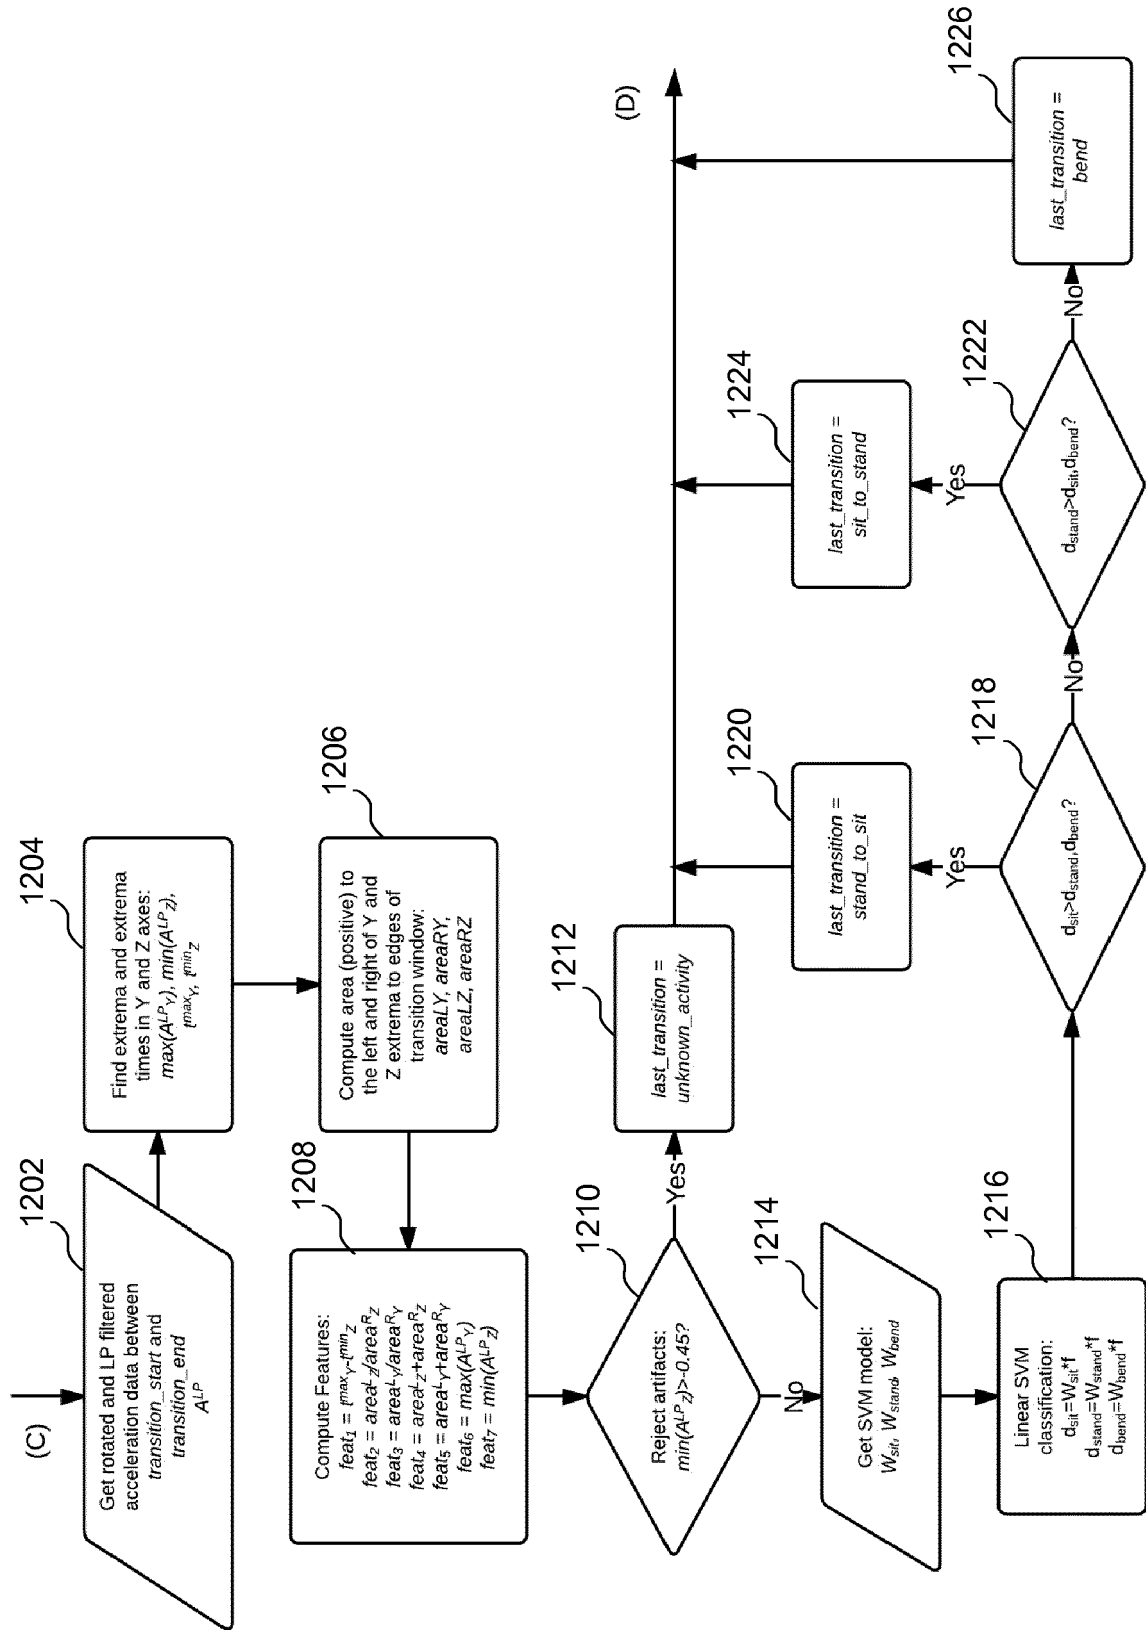 (C)
1202
Get rotated and LP filtered
acceleration data between
transition_start and
transition_end
A^LP
1204
Find extrema and extrema
times in Y and Z axes:
max(A^LP_Y), min(A^LP_Z),
t^max_Y, t^min_Z
1206
Compute area (positive) to
the left and right of Y and
Z extrema to edges of
transition window:
areaLY, areaRY,
areaLZ, areaRZ
1208
Compute Features:
feat_1 = t^max_Y-t^min_Z
feat_2 = area^L_Z/area^R_Z
feat_3 = area^L_Y/area^R_Y
feat_4 = area^L_Z+area^R_Z
feat_5 = area^L_Y+area^R_Y
feat_6 = max(A^LP_Y)
feat_7 = min(A^LP_Z)
1210
Reject artifacts:
min(A^LP_Z)>-0.45?
Yes
No
1212
last_transition =
unknown_activity
(D)
1214
Get SVM model:
W_sit, W_stand, W_bend
1216
Linear SVM
classification:
d_sit=W_sit*f
d_stand=W_stand*f
d_bend=W_bend*f
1218
d_sit>d_stand,d_bend?
Yes
No
1220
last_transition =
stand_to_sit
1222
d_stand>d_sit,d_bend?
Yes
No
1224
last_transition =
sit_to_stand
1226
last_transition =
bend